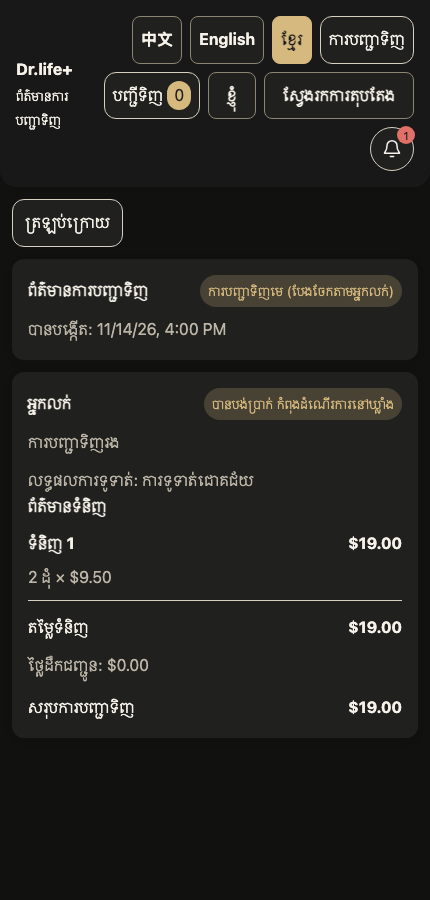 Dr.life+
ព័ត៌មានការ
បញ្ជាទិញ
中文
English
ខ្មែរ
ការបញ្ជាទិញ
បញ្ជីទិញ 0
ខ្ញុំ
ស្វែងរកការតុបតែង
1
ត្រឡប់ក្រោយ
ព័ត៌មានការបញ្ជាទិញ
ការបញ្ជាទិញមេ (បែងចែកតាមអ្នកលក់)
បានបង្កើត: 11/14/26, 4:00 PM
អ្នកលក់
បានបង់ប្រាក់ កំពុងដំណើរការនៅឃ្លាំង
ការបញ្ជាទិញរង
លទ្ធផលការទូទាត់: ការទូទាត់ជោគជ័យ
ព័ត៌មានទំនិញ
ទំនិញ 1 $19.00
2 ដុំ × $9.50
តម្លៃទំនិញ $19.00
ថ្លៃដឹកជញ្ជូន: $0.00
សរុបការបញ្ជាទិញ $19.00